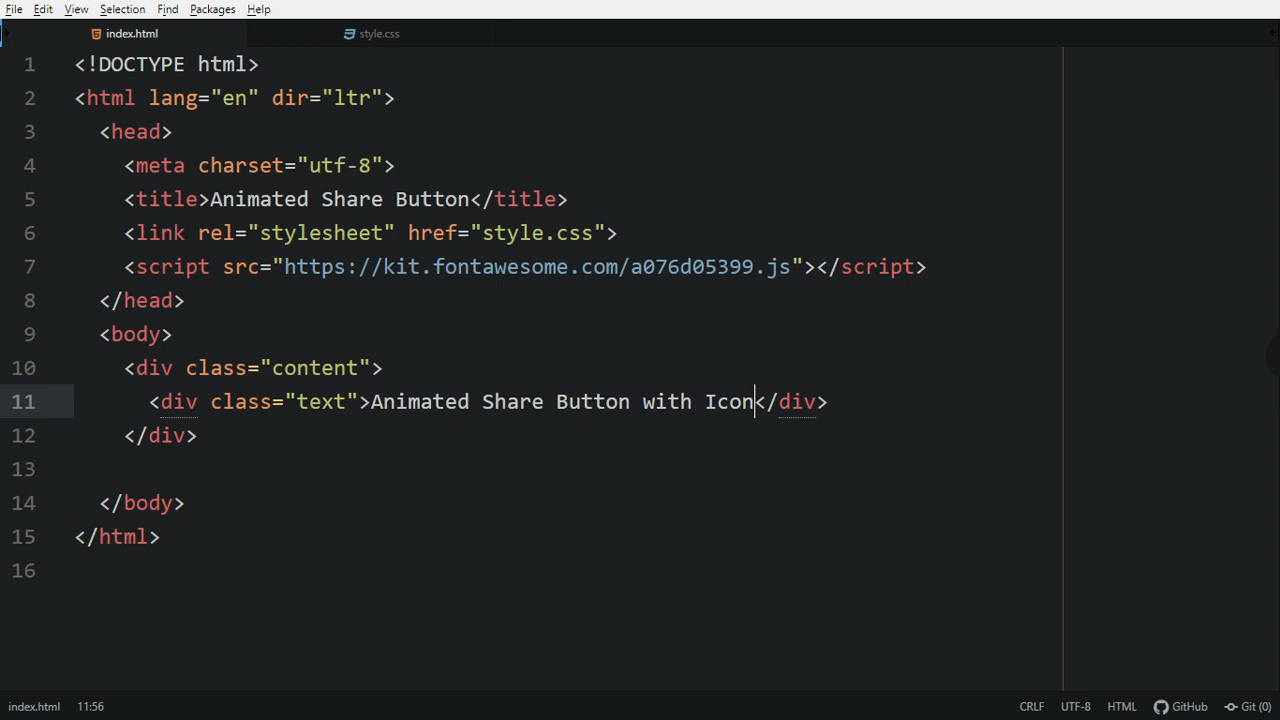 File Edit View Selection Find Packages Help
index.html style.css
1 <!DOCTYPE html>
2 <html lang="en" dir="ltr">
3 <head>
4 <meta charset="utf-8">
5 <title>Animated Share Button</title>
6 <link rel="stylesheet" href="style.css">
7 <script src="https://kit.fontawesome.com/a076d05399.js"></script>
8 </head>
9 <body>
10 <div class="content">
11 <div class="text">Animated Share Button with Icon</div>
12 </div>
13
14 </body>
15 </html>
16
index.html 11:56 CRLF UTF-8 HTML GitHub Git (0)